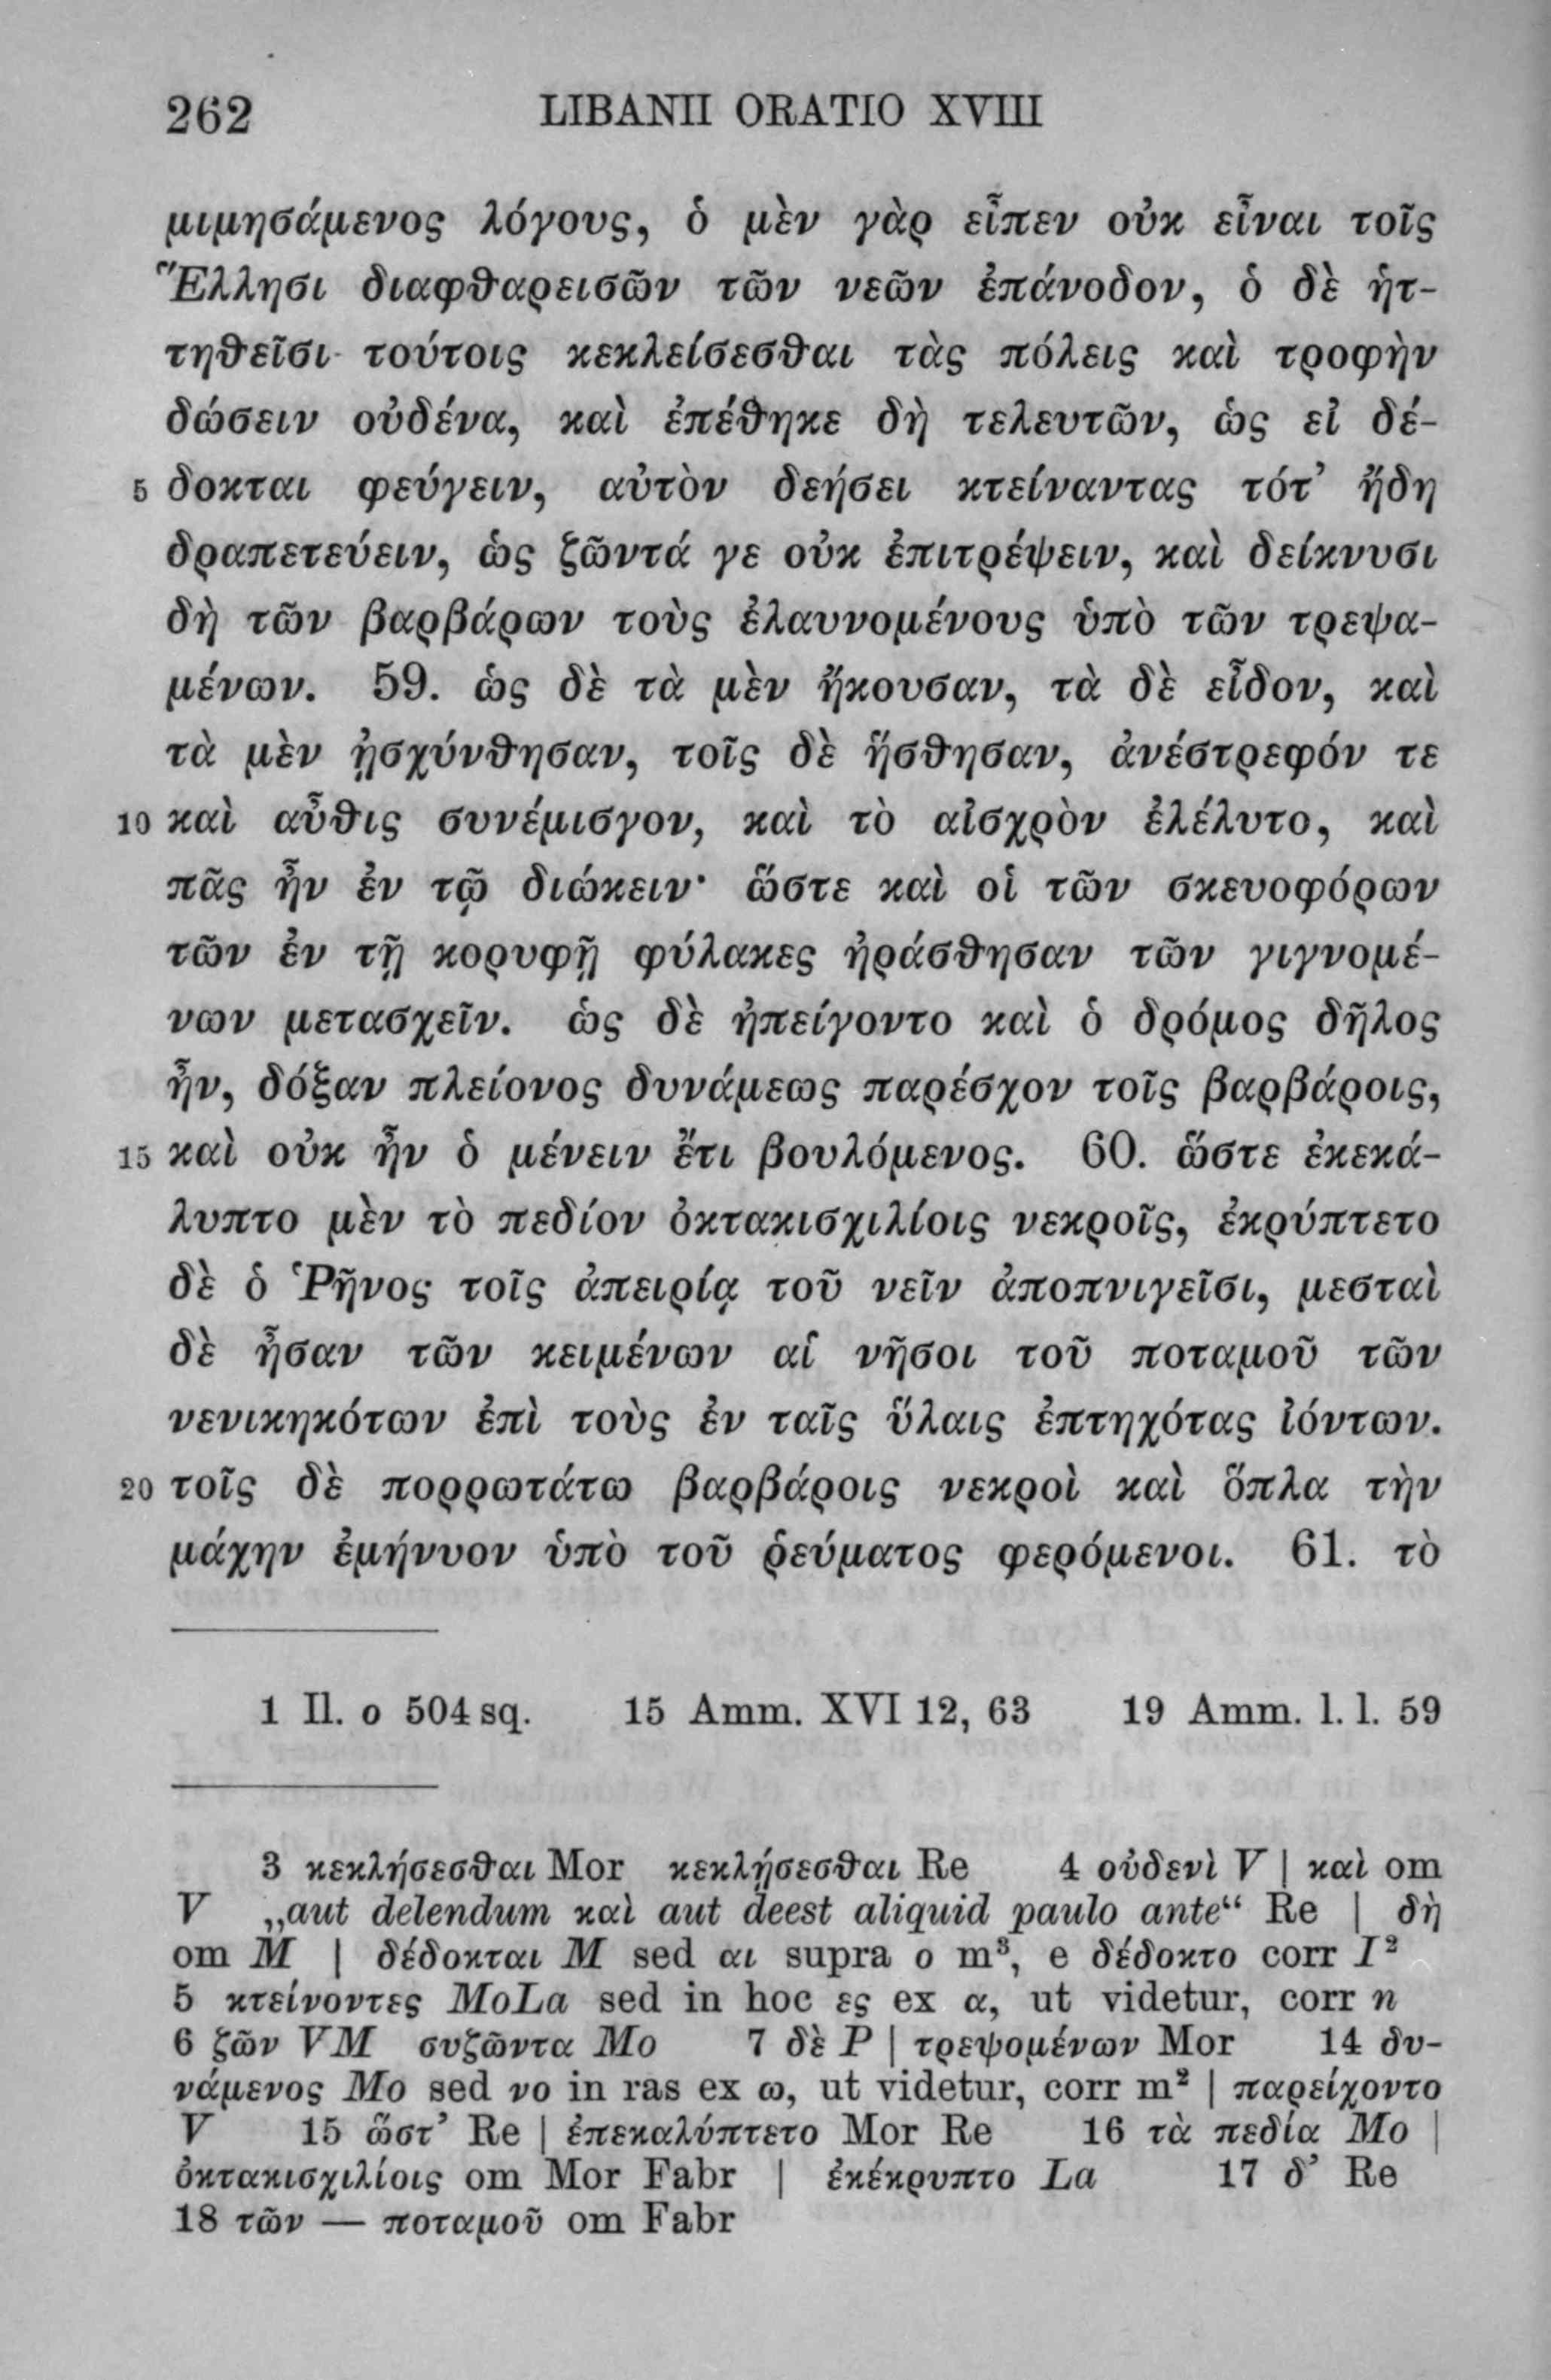 262 LIBANII ORATIO XVIII
μιμησάμενος λόγους, ὁ μὲν γὰρ εἶπεν οὐκ εἶναι τοῖς
Ἕλλησι διαφθαρεισῶν τῶν νεῶν ἐπάνοδον, ὁ δὲ ἡτ-
τηθεῖσι τούτοις κεκλείσεσθαι τὰς πόλεις καὶ τροφὴν
δώσειν οὐδένα, καὶ ἐπέθηκε δὴ τελευτῶν, ὡς εἰ δέ-
5 δοκται φεύγειν, αὐτὸν δεήσει κτείναντας τότ’ ἤδη
δραπετεύειν, ὡς ζῶντά γε οὐκ ἐπιτρέψειν, καὶ δείκνυσι
δὴ τῶν βαρβάρων τοὺς ἐλαυνομένους ὑπὸ τῶν τρεψα-
μένων. 59. ὡς δὲ τὰ μὲν ἤκουσαν, τὰ δὲ εἶδον, καὶ
τὰ μὲν ᾐσχύνθησαν, τοῖς δὲ ἥσθησαν, ἀνέστρεφόν τε
10 καὶ αὖθις συνέμισγον, καὶ τὸ αἰσχρὸν ἐλέλυτο, καὶ
πᾶς ἦν ἐν τῷ διώκειν· ὥστε καὶ οἱ τῶν σκευοφόρων
τῶν ἐν τῇ κορυφῇ φύλακες ἠράσθησαν τῶν γιγνομέ-
νων μετασχεῖν. ὡς δὲ ἠπείγοντο καὶ ὁ δρόμος δῆλος
ἦν, δόξαν πλείονος δυνάμεως παρέσχον τοῖς βαρβάροις,
15 καὶ οὐκ ἦν ὁ μένειν ἔτι βουλόμενος. 60. ὥστε ἐκεκά-
λυπτο μὲν τὸ πεδίον ὀκτακισχιλίοις νεκροῖς, ἐκρύπτετο
δὲ ὁ Ῥῆνος τοῖς ἀπειρίᾳ τοῦ νεῖν ἀποπνιγεῖσι, μεσταὶ
δὲ ἦσαν τῶν κειμένων αἱ νῆσοι τοῦ ποταμοῦ τῶν
νενικηκότων ἐπὶ τοὺς ἐν ταῖς ὕλαις ἐπτηχότας ἰόντων.
20 τοῖς δὲ πορρωτάτω βαρβάροις νεκροὶ καὶ ὅπλα τὴν
μάχην ἐμήνυον ὑπὸ τοῦ ῥεύματος φερόμενοι. 61. τὸ
1 Il. ο 504 sq. 15 Amm. XVI 12, 63 19 Amm. l. l. 59
3 κεκλήσεσθαι Mor κεκλῄσεσθαι Re 4 οὐδενὶ V | καὶ om
V „aut delendum καὶ aut deest aliquid paulo ante“ Re | δὴ
om M | δέδοκται M sed αι supra ο m³, e δέδοκτο corr I²
5 κτείνοντες MoLa sed in hoc ες ex α, ut videtur, corr n
6 ζῶν VM συζῶντα Mo 7 δὲ P | τρεψομένων Mor 14 δυ-
νάμενος Mo sed νο in ras ex ω, ut videtur, corr m² | παρείχοντο
V 15 ὥστ’ Re | ἐπεκαλύπτετο Mor Re 16 τὰ πεδία Mo |
ὀκτακισχιλίοις om Mor Fabr | ἐκέκρυπτο La 17 δ’ Re
18 τῶν — ποταμοῦ om Fabr